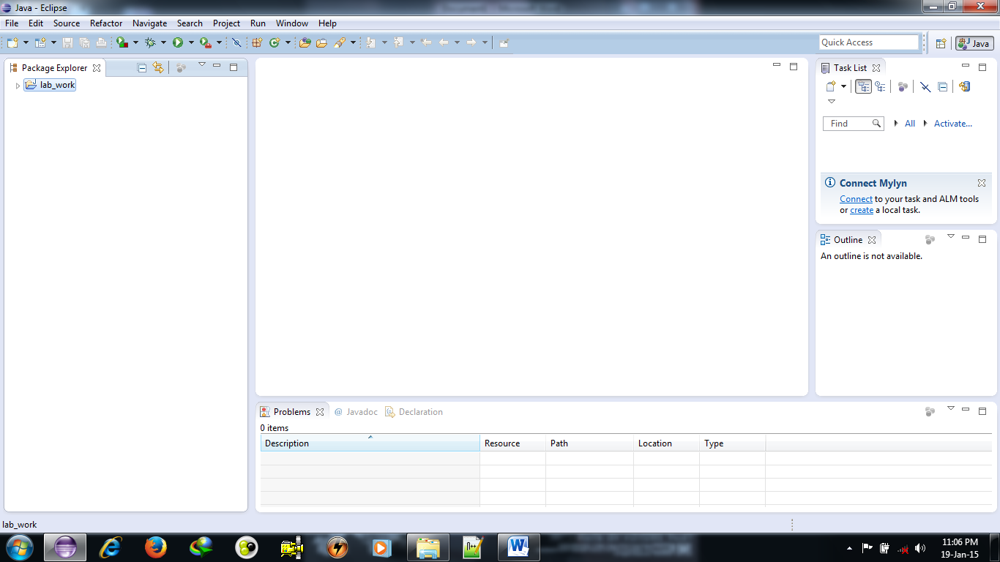 Java - Eclipse
File Edit Source Refactor Navigate Search Project Run Window Help
Quick Access
Java
Package Explorer
lab_work
Task List
Find
All
Activate...
Connect Mylyn
Connect to your task and ALM tools
or create a local task.
Outline
An outline is not available.
Problems @ Javadoc Declaration
0 items
Description Resource Path Location Type
lab_work
11:06 PM
19-Jan-15